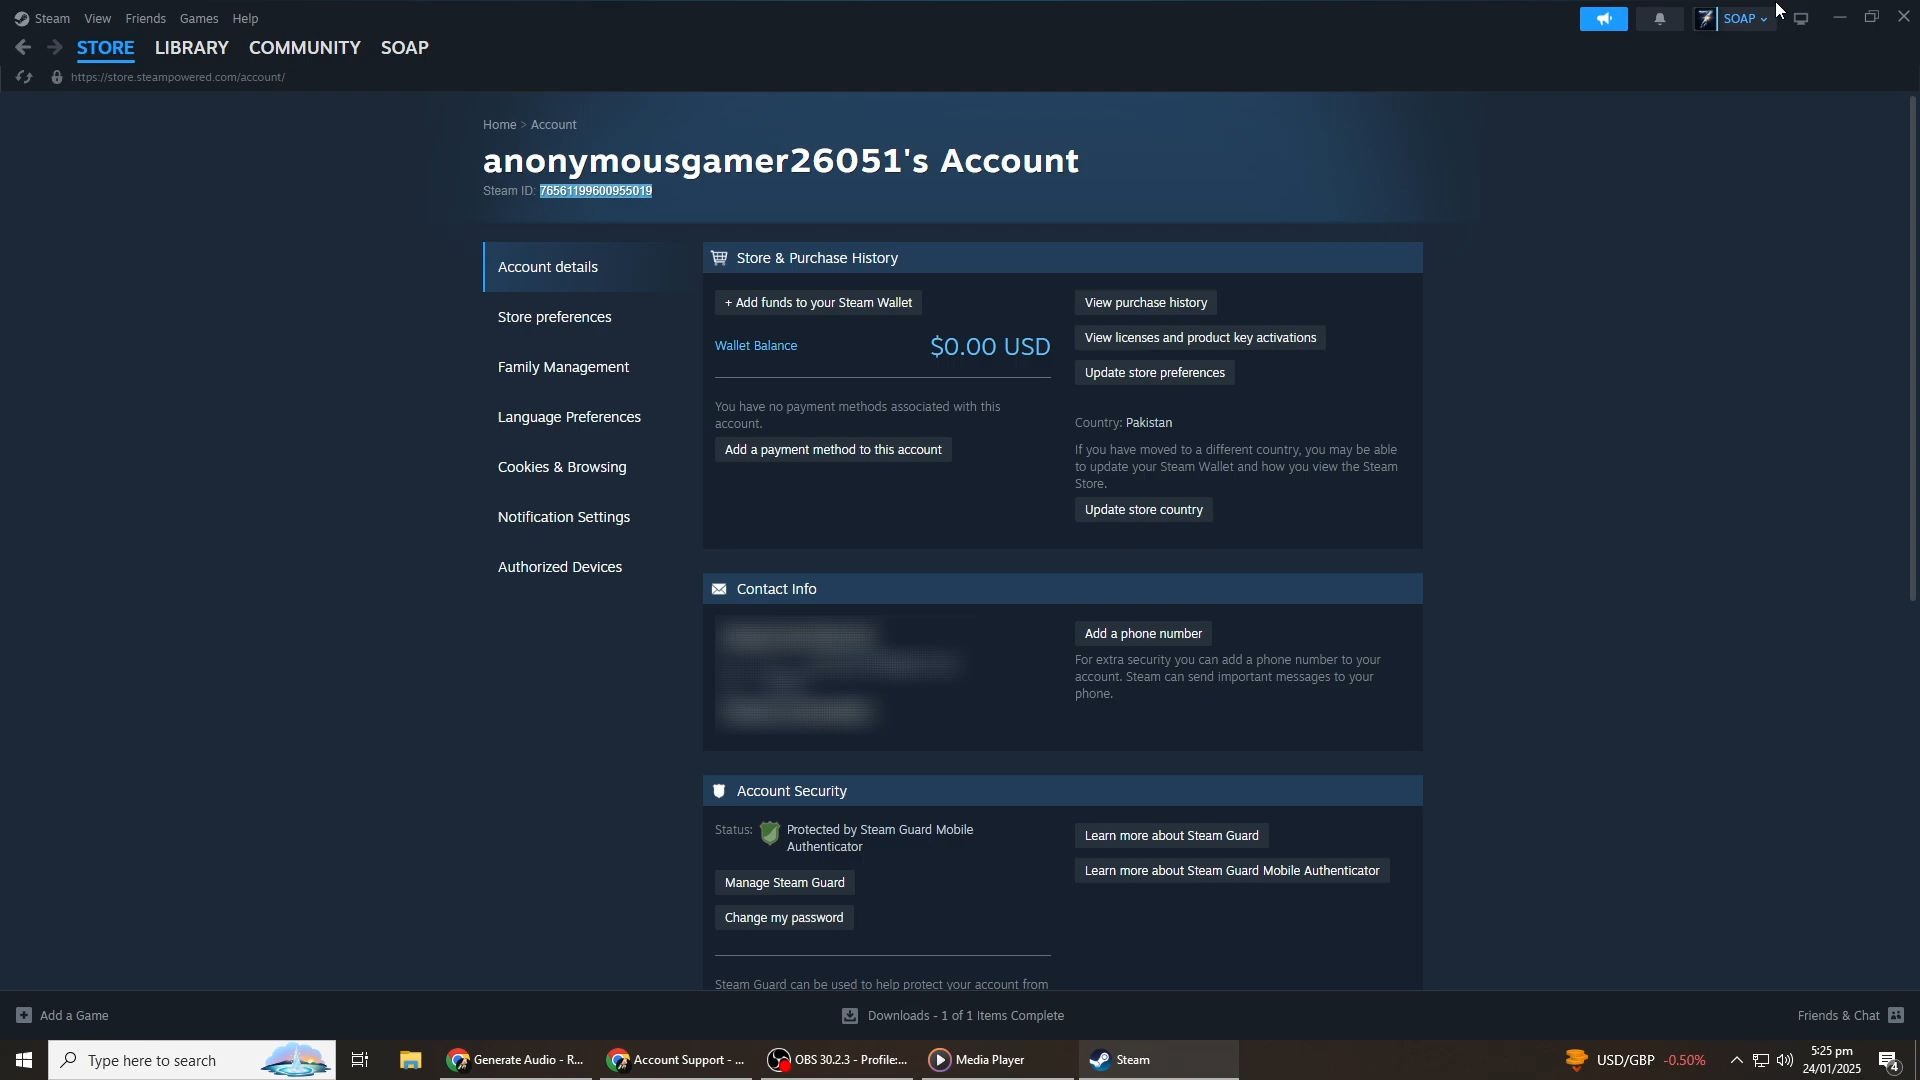 Steam View Friends Games Help
SOAP
STORE LIBRARY COMMUNITY SOAP
https://store.steampowered.com/account/
Home > Account
anonymousgamer26051's Account
Steam ID: 76561199600955019
Account details
Store preferences
Family Management
Language Preferences
Cookies & Browsing
Notification Settings
Authorized Devices
Store & Purchase History
+ Add funds to your Steam Wallet
Wallet Balance $0.00 USD
You have no payment methods associated with this
account.
Add a payment method to this account
View purchase history
View licenses and product key activations
Update store preferences
Country: Pakistan
If you have moved to a different country, you may be able
to update your Steam Wallet and how you view the Steam
Store.
Update store country
Contact Info
Add a phone number
For extra security you can add a phone number to your
account. Steam can send important messages to your
phone.
Account Security
Status: Protected by Steam Guard Mobile
Authenticator
Manage Steam Guard
Change my password
Steam Guard can be used to help protect your account from
Learn more about Steam Guard
Learn more about Steam Guard Mobile Authenticator
Add a Game
Downloads - 1 of 1 Items Complete
Friends & Chat
Type here to search
Generate Audio - R...
Account Support - ...
OBS 30.2.3 - Profile:...
Media Player
Steam
USD/GBP -0.50%
5:25 pm
24/01/2025
4